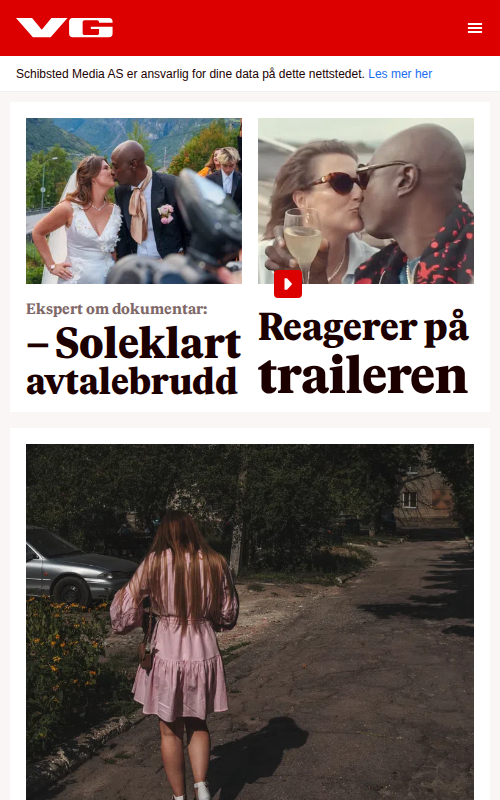 VG
Schibsted Media AS er ansvarlig for dine data på dette nettstedet. Les mer her
Ekspert om dokumentar:
– Soleklart
avtalebrudd
Reagerer på
traileren